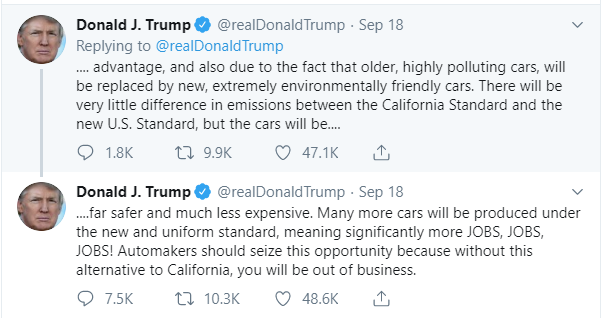 Donald J. Trump @realDonaldTrump · Sep 18
Replying to @realDonaldTrump
.... advantage, and also due to the fact that older, highly polluting cars, will
be replaced by new, extremely environmentally friendly cars. There will be
very little difference in emissions between the California Standard and the
new U.S. Standard, but the cars will be....
1.8K 9.9K 47.1K
Donald J. Trump @realDonaldTrump · Sep 18
....far safer and much less expensive. Many more cars will be produced under
the new and uniform standard, meaning significantly more JOBS, JOBS,
JOBS! Automakers should seize this opportunity because without this
alternative to California, you will be out of business.
7.5K 10.3K 48.6K